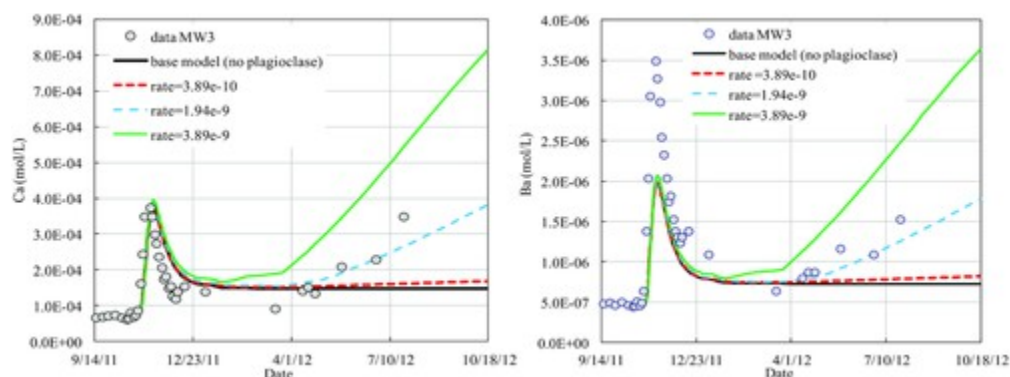 9.0E-04
8.0E-04
7.0E-04
6.0E-04
5.0E-04
4.0E-04
3.0E-04
2.0E-04
1.0E-04
0.0E+00
Ca (mol/L)
data MW3
base model (no plagioclase)
rate=3.89e-10
rate=1.94e-9
rate=3.89e-9
9/14/11 12/23/11 4/1/12 7/10/12 10/18/12
Date
4.0E-06
3.5E-06
3.0E-06
2.5E-06
2.0E-06
1.5E-06
1.0E-06
5.0E-07
0.0E+00
Ba (mol/L)
data MW3
base model (no plagioclase)
rate =3.89e-10
rate=1.94e-9
rate=3.89e-9
9/14/11 12/23/11 4/1/12 7/10/12 10/18/12
Date